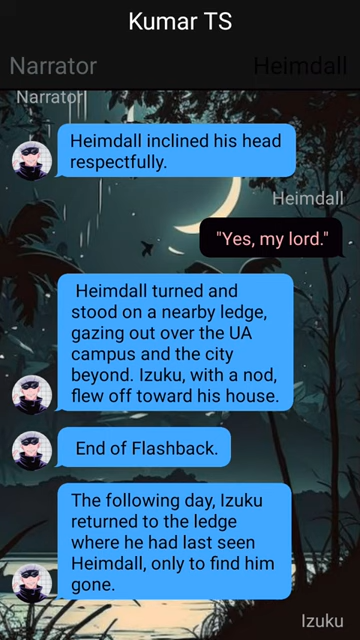 Kumar TS
Narrator
Heimdall
Narrator
Heimdall inclined his head
respectfully.
Heimdall
"Yes, my lord."
Heimdall turned and
stood on a nearby ledge,
gazing out over the UA
campus and the city
beyond. Izuku, with a nod,
flew off toward his house.
End of Flashback.
The following day, Izuku
returned to the ledge
where he had last seen
Heimdall, only to find him
gone.
Izuku